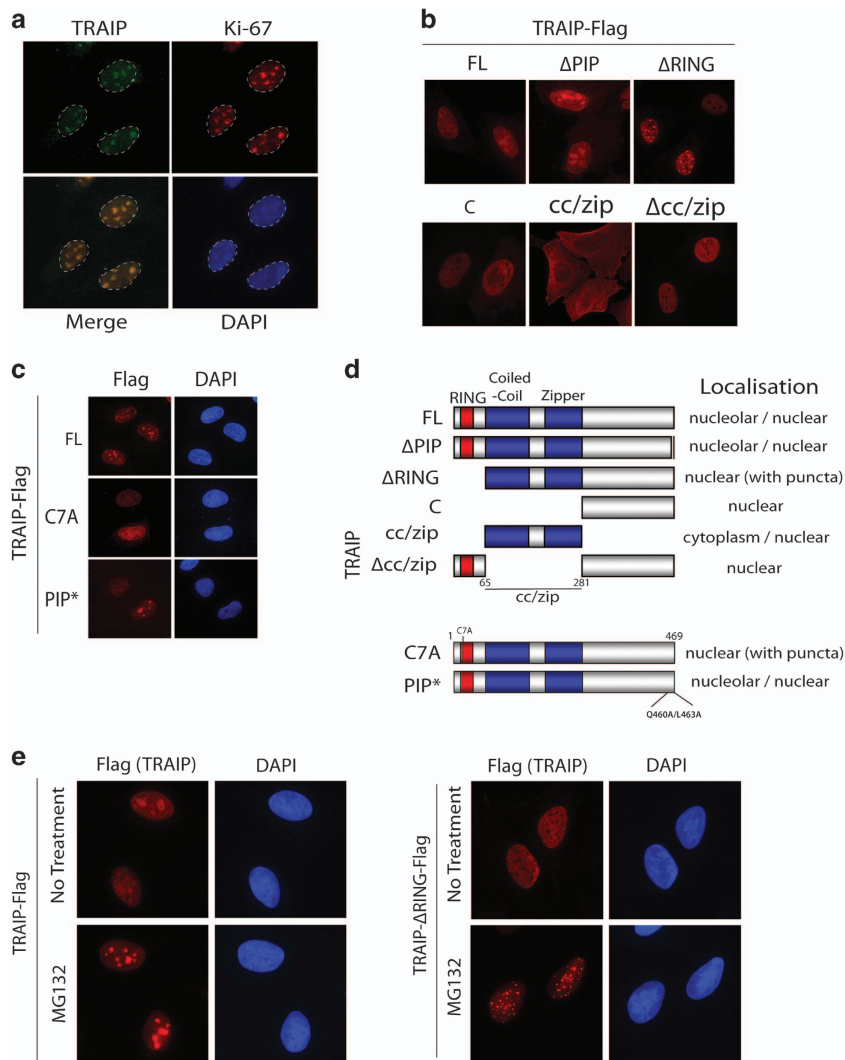 a
TRAIP Ki-67
Merge DAPI
b
TRAIP-Flag
FL ΔPIP ΔRING
C cc/zip Δcc/zip
c
Flag DAPI
TRAIP-Flag
FL
C7A
PIP*
d
RING Coiled-Coil Zipper Localisation
TRAIP
FL nucleolar / nuclear
ΔPIP nucleolar / nuclear
ΔRING nuclear (with puncta)
C nuclear
cc/zip cytoplasm / nuclear
Δcc/zip nuclear
65 281
cc/zip
1 C7A 469
C7A nuclear (with puncta)
PIP* nucleolar / nuclear
Q460A/L463A
e
Flag (TRAIP) DAPI
TRAIP-Flag
No Treatment
MG132
Flag (TRAIP) DAPI
TRAIP-ΔRING-Flag
No Treatment
MG132